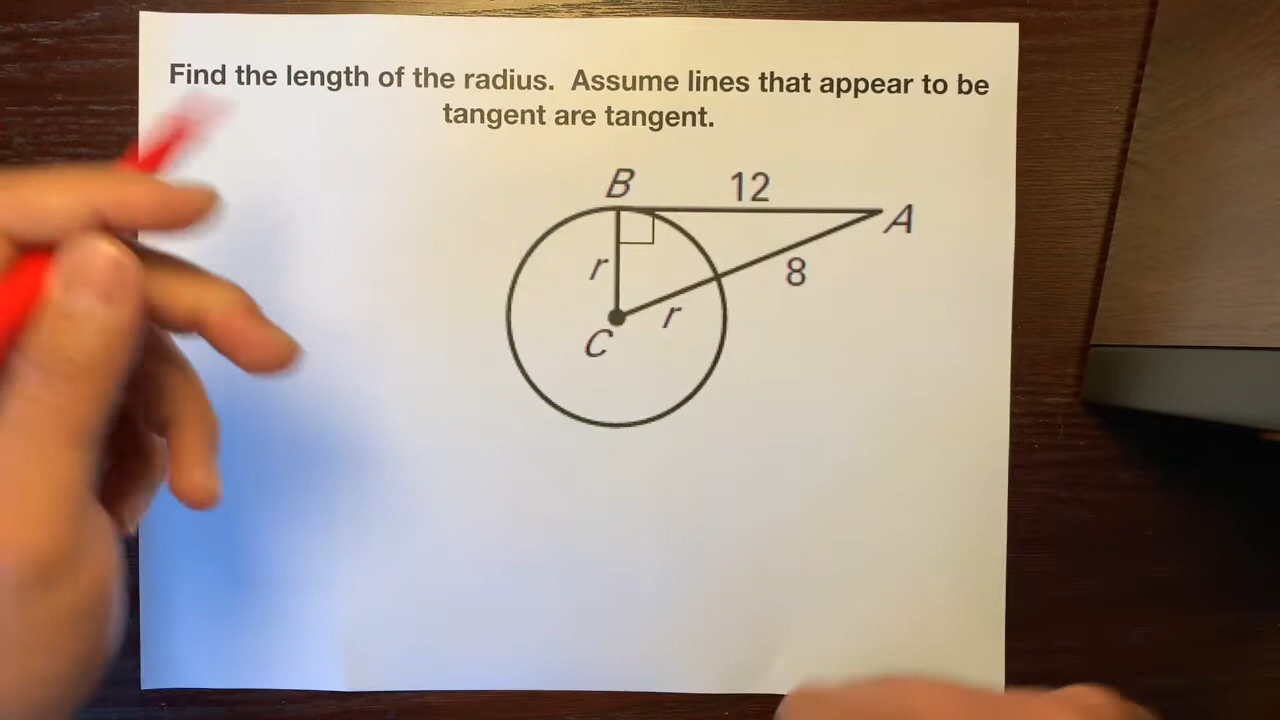 Find the length of the radius. Assume lines that appear to be
tangent are tangent.
B
12
A
r
8
r
C